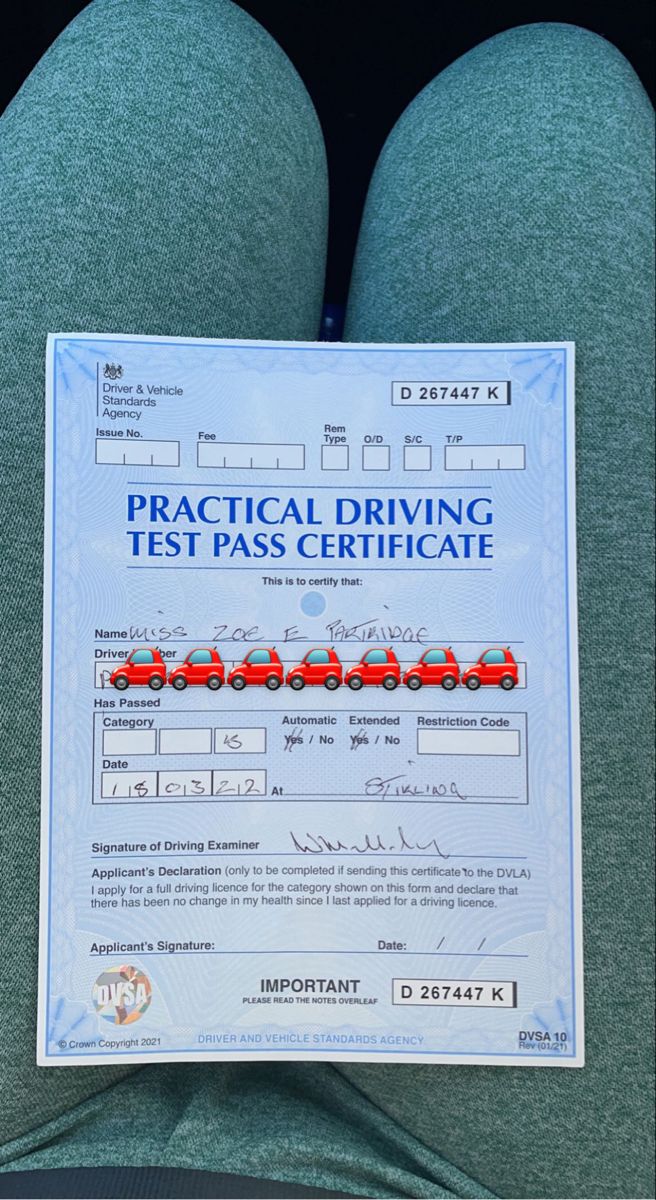 Driver & Vehicle
Standards
Agency
D 267447 K
Issue No.
Fee
Rem
Type
O/D
S/C
T/P
PRACTICAL DRIVING
TEST PASS CERTIFICATE
This is to certify that:
Name MISS ZOE E PARTRIDGE
Driver
Has Passed
Category
Automatic
Extended
Restriction Code
Yes / No
Yes / No
Date
18 03 22 At STIRLING
Signature of Driving Examiner
Applicant's Declaration (only to be completed if sending this certificate to the DVLA)
I apply for a full driving licence for the category shown on this form and declare that
there has been no change in my health since I last applied for a driving licence.
Applicant's Signature:
Date: / /
DVSA
IMPORTANT
PLEASE READ THE NOTES OVERLEAF
D 267447 K
© Crown Copyright 2021
DRIVER AND VEHICLE STANDARDS AGENCY
DVSA 10
Rev (01/21)